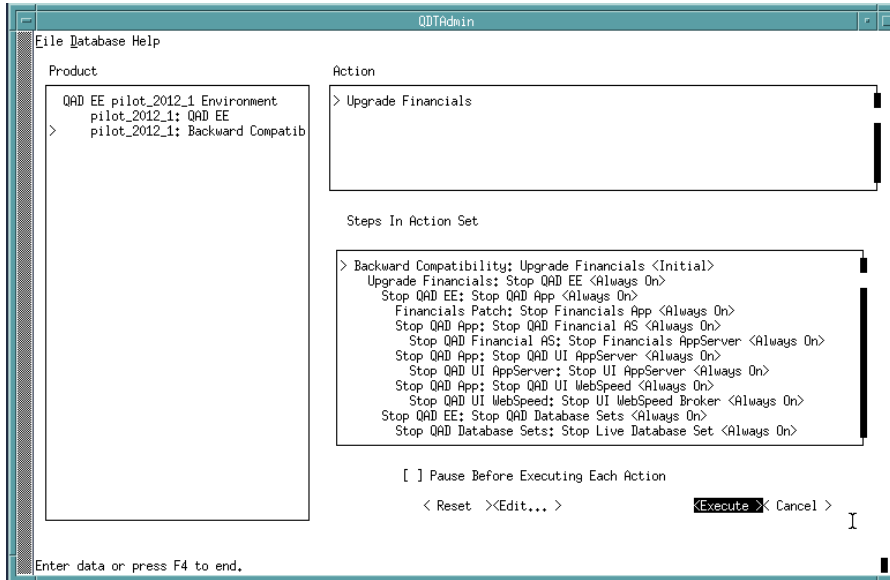 QDTAdmin
File Database Help
Product
QAD EE pilot_2012_1 Environment
pilot_2012_1: QAD EE
> pilot_2012_1: Backward Compatib
Action
> Upgrade Financials
Steps In Action Set
> Backward Compatibility: Upgrade Financials <Initial>
Upgrade Financials: Stop QAD EE <Always On>
Stop QAD EE: Stop QAD App <Always On>
Financials Patch: Stop Financials App <Always On>
Stop QAD App: Stop QAD Financial AS <Always On>
Stop QAD Financial AS: Stop Financials AppServer <Always On>
Stop QAD App: Stop QAD UI AppServer <Always On>
Stop QAD UI AppServer: Stop UI AppServer <Always On>
Stop QAD App: Stop QAD UI WebSpeed <Always On>
Stop QAD UI WebSpeed: Stop UI WebSpeed Broker <Always On>
Stop QAD EE: Stop QAD Database Sets <Always On>
Stop QAD Database Sets: Stop Live Database Set <Always On>
[ ] Pause Before Executing Each Action
< Reset ><Edit... > <Execute >< Cancel >
Enter data or press F4 to end.